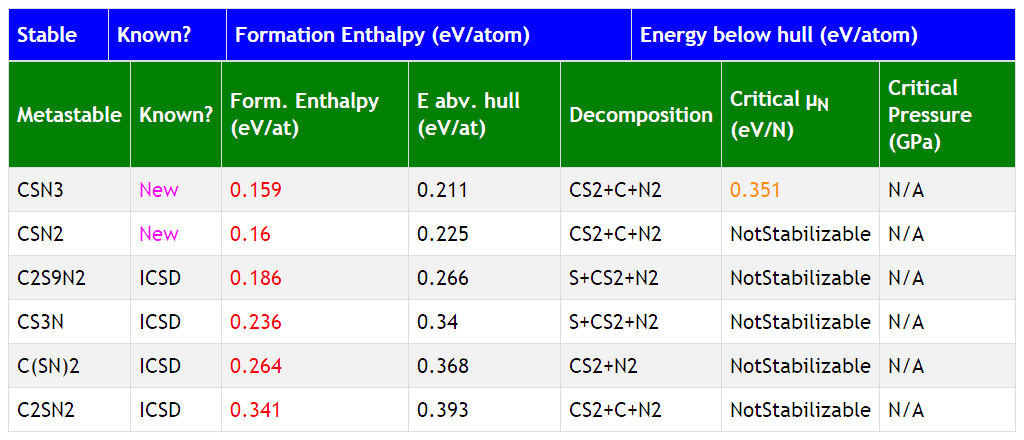 Stable Known? Formation Enthalpy (eV/atom) Energy below hull (eV/atom)
Metastable Known? Form. Enthalpy (eV/at) E abv. hull (eV/at) Decomposition Critical μN (eV/N) Critical Pressure (GPa)
CSN3 New 0.159 0.211 CS2+C+N2 0.351 N/A
CSN2 New 0.16 0.225 CS2+C+N2 NotStabilizable N/A
C2S9N2 ICSD 0.186 0.266 S+CS2+N2 NotStabilizable N/A
CS3N ICSD 0.236 0.34 S+CS2+N2 NotStabilizable N/A
C(SN)2 ICSD 0.264 0.368 CS2+N2 NotStabilizable N/A
C2SN2 ICSD 0.341 0.393 CS2+C+N2 NotStabilizable N/A